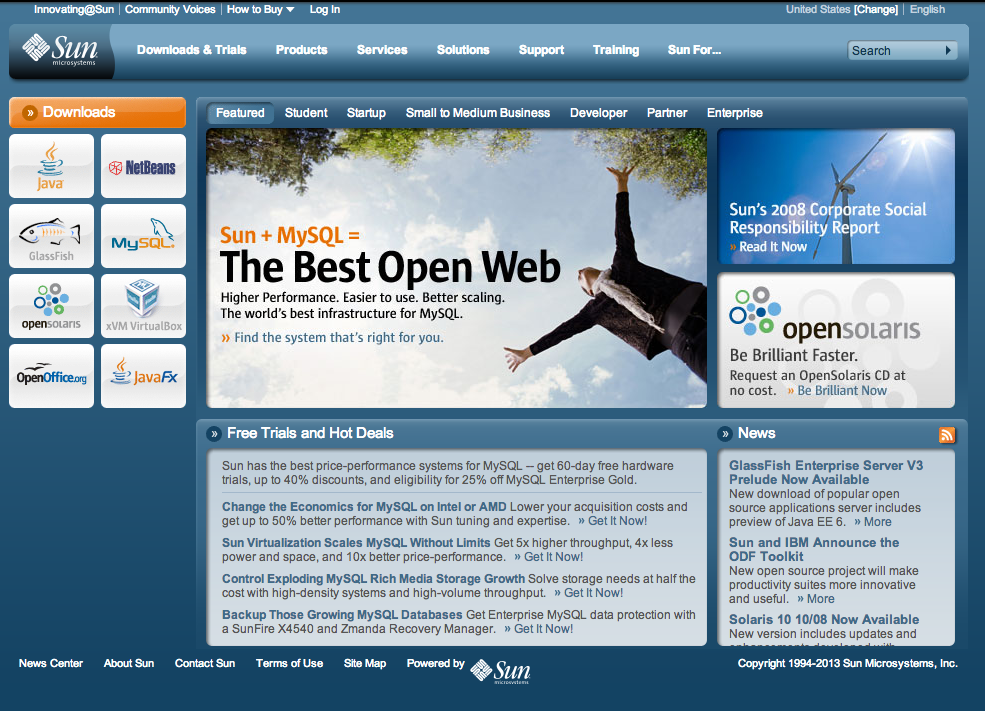 Innovating@Sun | Community Voices | How to Buy | Log In
United States [Change] | English
Sun microsystems
Downloads & Trials Products Services Solutions Support Training Sun For...
Search
» Downloads
Java
NetBeans
GlassFish
MySQL
opensolaris
xVM VirtualBox
OpenOffice.org
JavaFX
Featured Student Startup Small to Medium Business Developer Partner Enterprise
Sun + MySQL =
The Best Open Web
Higher Performance. Easier to use. Better scaling.
The world's best infrastructure for MySQL.
» Find the system that's right for you.
Sun's 2008 Corporate Social
Responsibility Report
» Read It Now
opensolaris
Be Brilliant Faster.
Request an OpenSolaris CD at
no cost. » Be Brilliant Now
» Free Trials and Hot Deals
Sun has the best price-performance systems for MySQL -- get 60-day free hardware
trials, up to 40% discounts, and eligibility for 25% off MySQL Enterprise Gold.
Change the Economics for MySQL on Intel or AMD Lower your acquisition costs and
get up to 50% better performance with Sun tuning and expertise. » Get It Now!
Sun Virtualization Scales MySQL Without Limits Get 5x higher throughput, 4x less
power and space, and 10x better price-performance. » Get It Now!
Control Exploding MySQL Rich Media Storage Growth Solve storage needs at half the
cost with high-density systems and high-volume throughput. » Get It Now!
Backup Those Growing MySQL Databases Get Enterprise MySQL data protection with
a SunFire X4540 and Zmanda Recovery Manager. » Get It Now!
» News
GlassFish Enterprise Server V3
Prelude Now Available
New download of popular open
source applications server includes
preview of Java EE 6. » More
Sun and IBM Announce the
ODF Toolkit
New open source project will make
productivity suites more innovative
and useful. » More
Solaris 10 10/08 Now Available
New version includes updates and
enhancements developed with
News Center About Sun Contact Sun Terms of Use Site Map Powered by Sun microsystems
Copyright 1994-2013 Sun Microsystems, Inc.